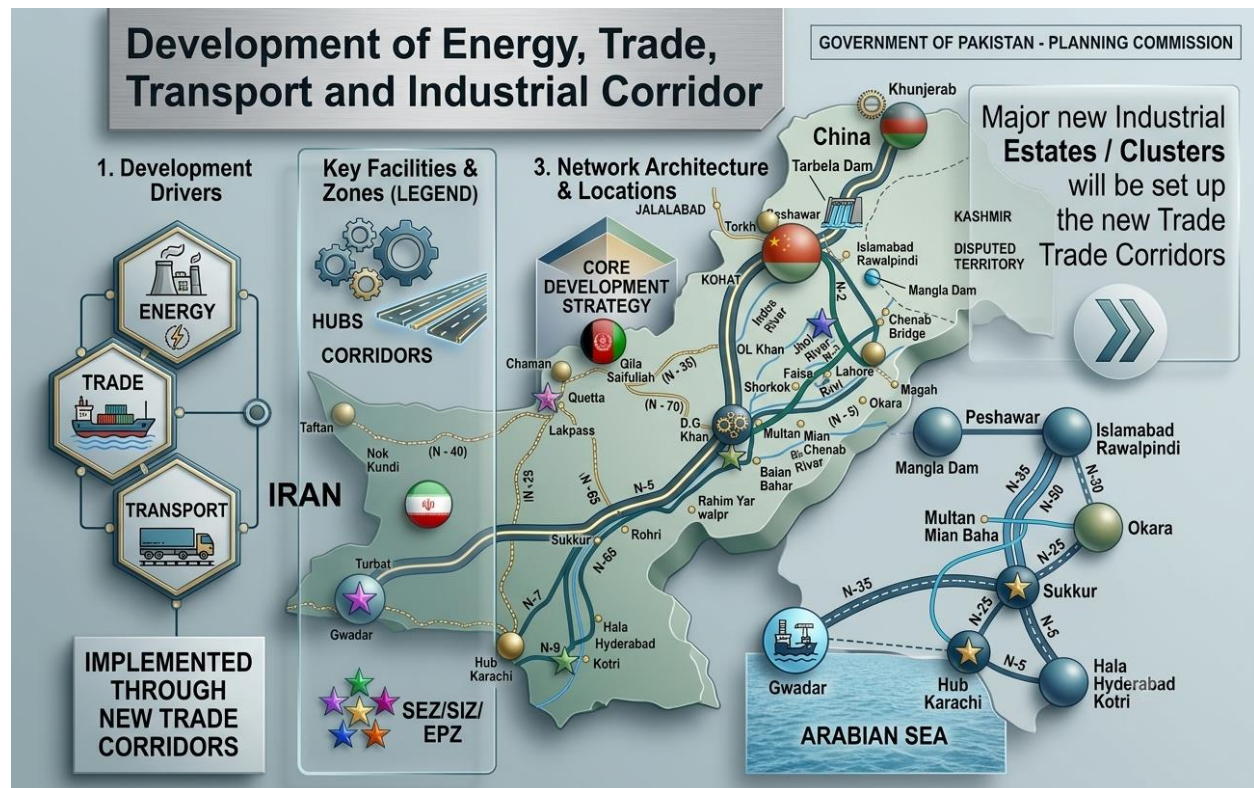 Development of Energy, Trade,
Transport and Industrial Corridor
GOVERNMENT OF PAKISTAN - PLANNING COMMISSION
1. Development
Drivers
ENERGY
TRADE
TRANSPORT
IMPLEMENTED
THROUGH
NEW TRADE
CORRIDORS
Key Facilities &
Zones (LEGEND)
HUBS
CORRIDORS
SEZ/SIZ/
EPZ
3. Network Architecture
& Locations
CORE
DEVELOPMENT
STRATEGY
Khunjerab
China
Tarbela Dam
JALALABAD
Torkh
Peshawar
KASHMIR
DISPUTED
TERRITORY
Islamabad
Rawalpindi
KOHAT
Mangla Dam
N-2
Indos
River
Chenab
Bridge
OL Khan
Jhol
River
Chaman
Qila
Saifuliah
(N - 36)
Faisa
Lahore
Shorkok
Magah
Quetta
(N - 70)
Okara
(N - 5)
Taftan
Lakpass
D.G
Khan
Multan
Mian
Chenab
Rivar
Nok
Kundi
(N - 40)
Baian
Bahar
IRAN
N-5
N - 65
Rahim Yar
walpr
Sukkur
Rohri
N-66
Turbat
N-7
Gwadar
Hala
Hyderabad
N-9
Kotri
Hub
Karachi
Major new Industrial
Estates / Clusters
will be set up
the new Trade
Trade Corridors
Peshawar
Islamabad
Rawalpindi
Mangla Dam
N-35
N-50
N-30
Multan
Mian Baha
Okara
N-25
N-35
Sukkur
N-25
N-5
Gwadar
Hub
Karachi
N-5
Hala
Hyderabad
Kotri
ARABIAN SEA